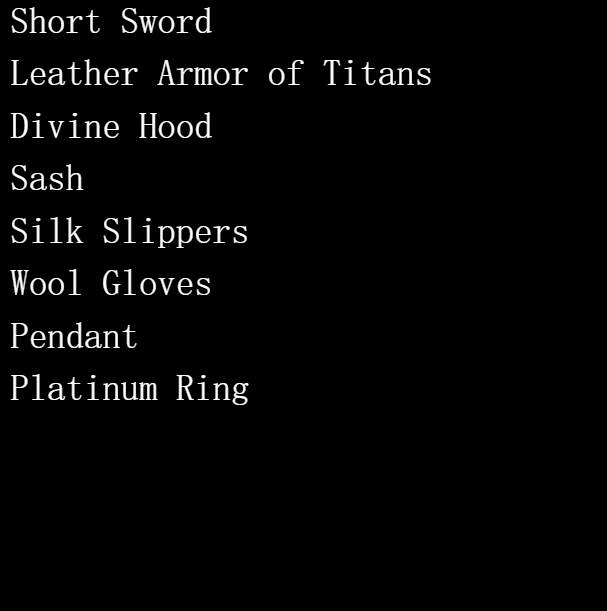 Short Sword
Leather Armor of Titans
Divine Hood
Sash
Silk Slippers
Wool Gloves
Pendant
Platinum Ring